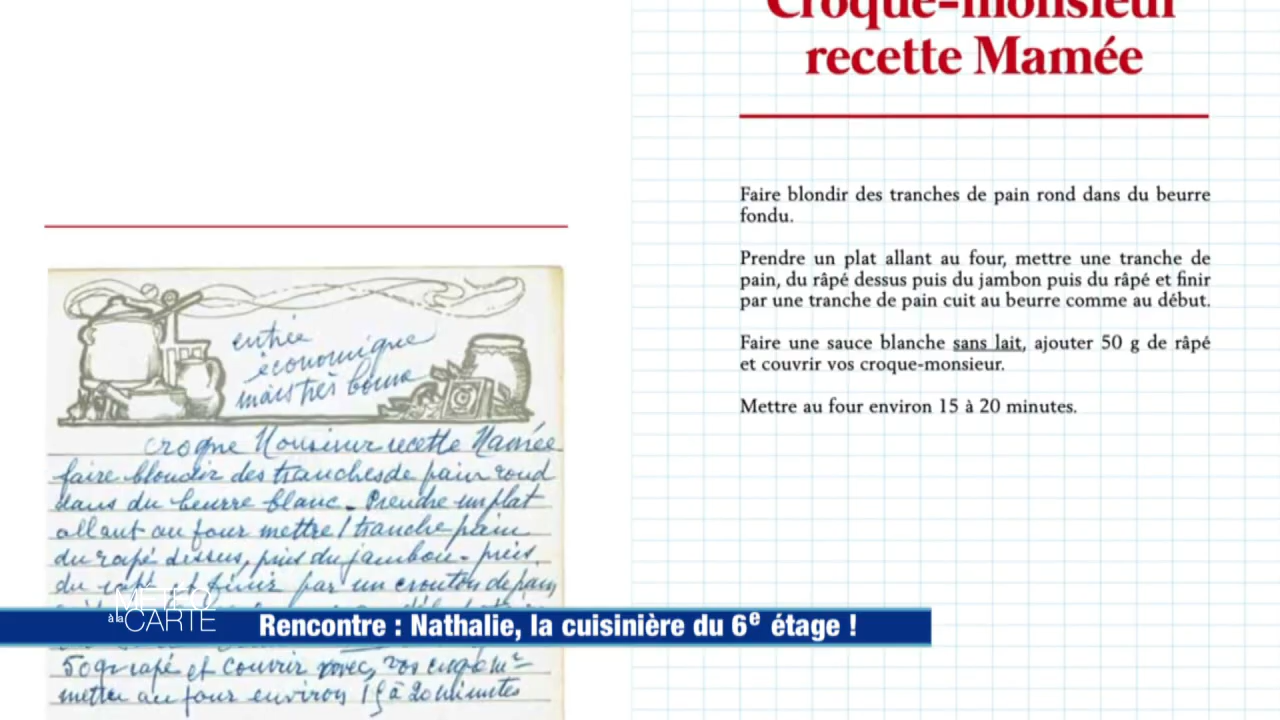 entrée
économique
mais très bonne
croque Monsieur recette Mamée
faire blondir des tranches de pain rond
dans du beurre blanc. Prendre un plat
allant au four mettre 1 tranche pain
du rapé dessus, puis du jambon - puis
du rapé et finir par un crouton de pain
50gr rapé et couvrir avec, vos croq m
mettre au four environ 15 à 20 minutes
Croque-monsieur
recette Mamée
Faire blondir des tranches de pain rond dans du beurre
fondu.
Prendre un plat allant au four, mettre une tranche de
pain, du râpé dessus puis du jambon puis du râpé et finir
par une tranche de pain cuit au beurre comme au début.
Faire une sauce blanche sans lait, ajouter 50 g de râpé
et couvrir vos croque-monsieur.
Mettre au four environ 15 à 20 minutes.
MÉTÉO
à la CARTE
Rencontre : Nathalie, la cuisinière du 6e étage !